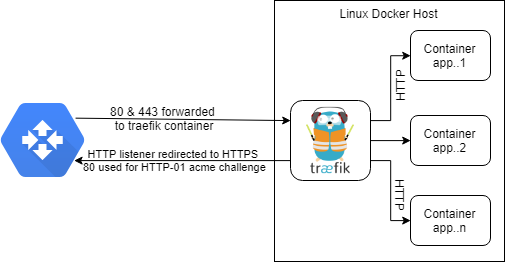 Linux Docker Host
Container
app..1
HTTP
80 & 443 forwarded
to traefik container
HTTP listener redirected to HTTPS
80 used for HTTP-01 acme challenge
træfik
Container
app..2
HTTP
Container
app..n